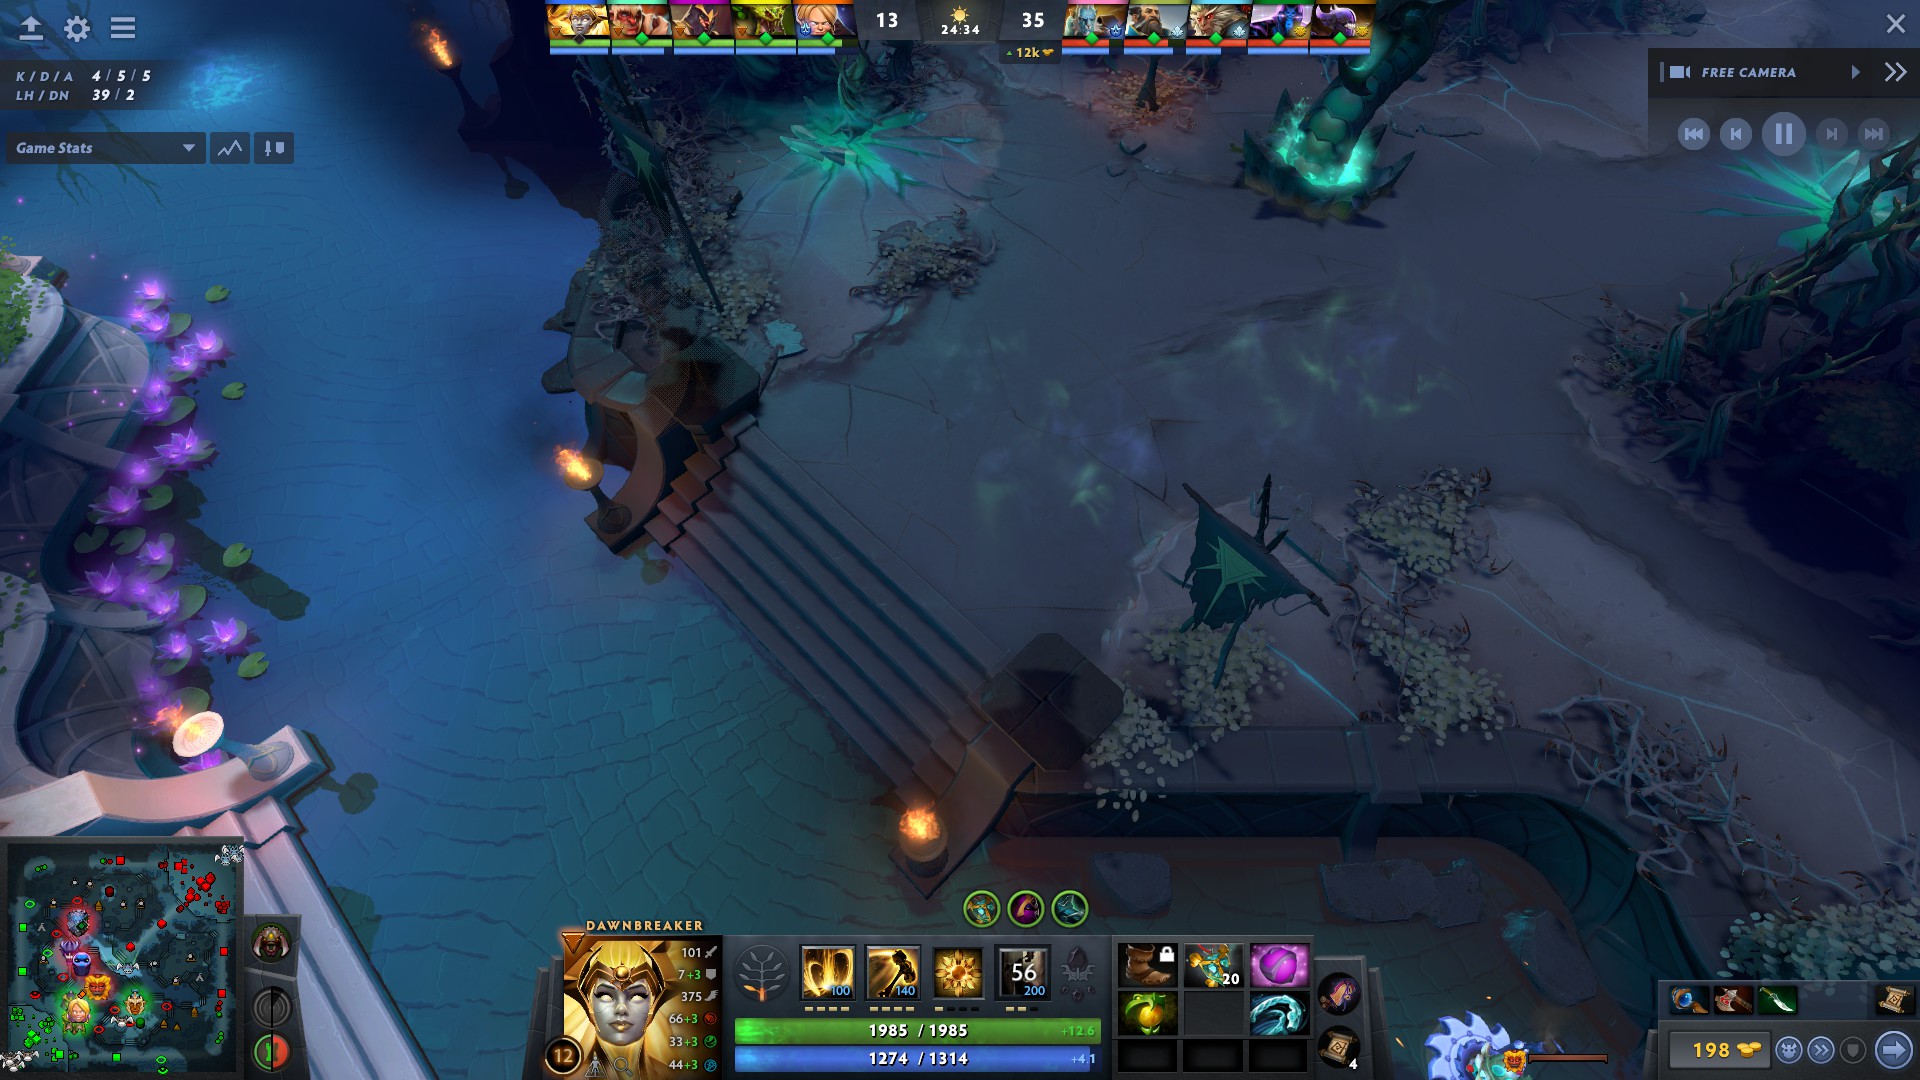 13
24:34
35
12k
K / D / A 4 / 5 / 5
LH / DN 39 / 2
FREE CAMERA
Game Stats
DAWNBREAKER
101
7+3
375
66+3
33+3
44+3
12
100
140
56
200
1985 / 1985
+12.6
1274 / 1314
+4.1
20
4
198